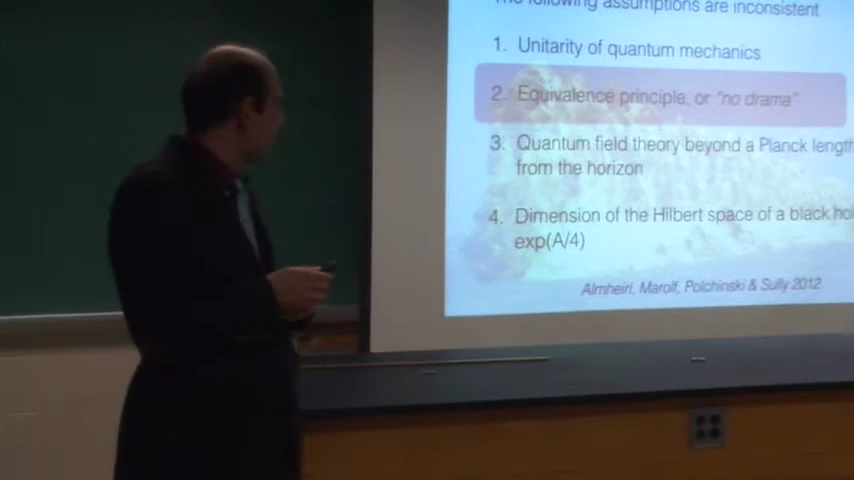 The following assumptions are inconsistent
1. Unitarity of quantum mechanics
2. Equivalence principle, or "no drama"
3. Quantum field theory beyond a Planck length
from the horizon
4. Dimension of the Hilbert space of a black
exp(A/4)
Almheiri, Marolf, Polchinski & Sully 2012